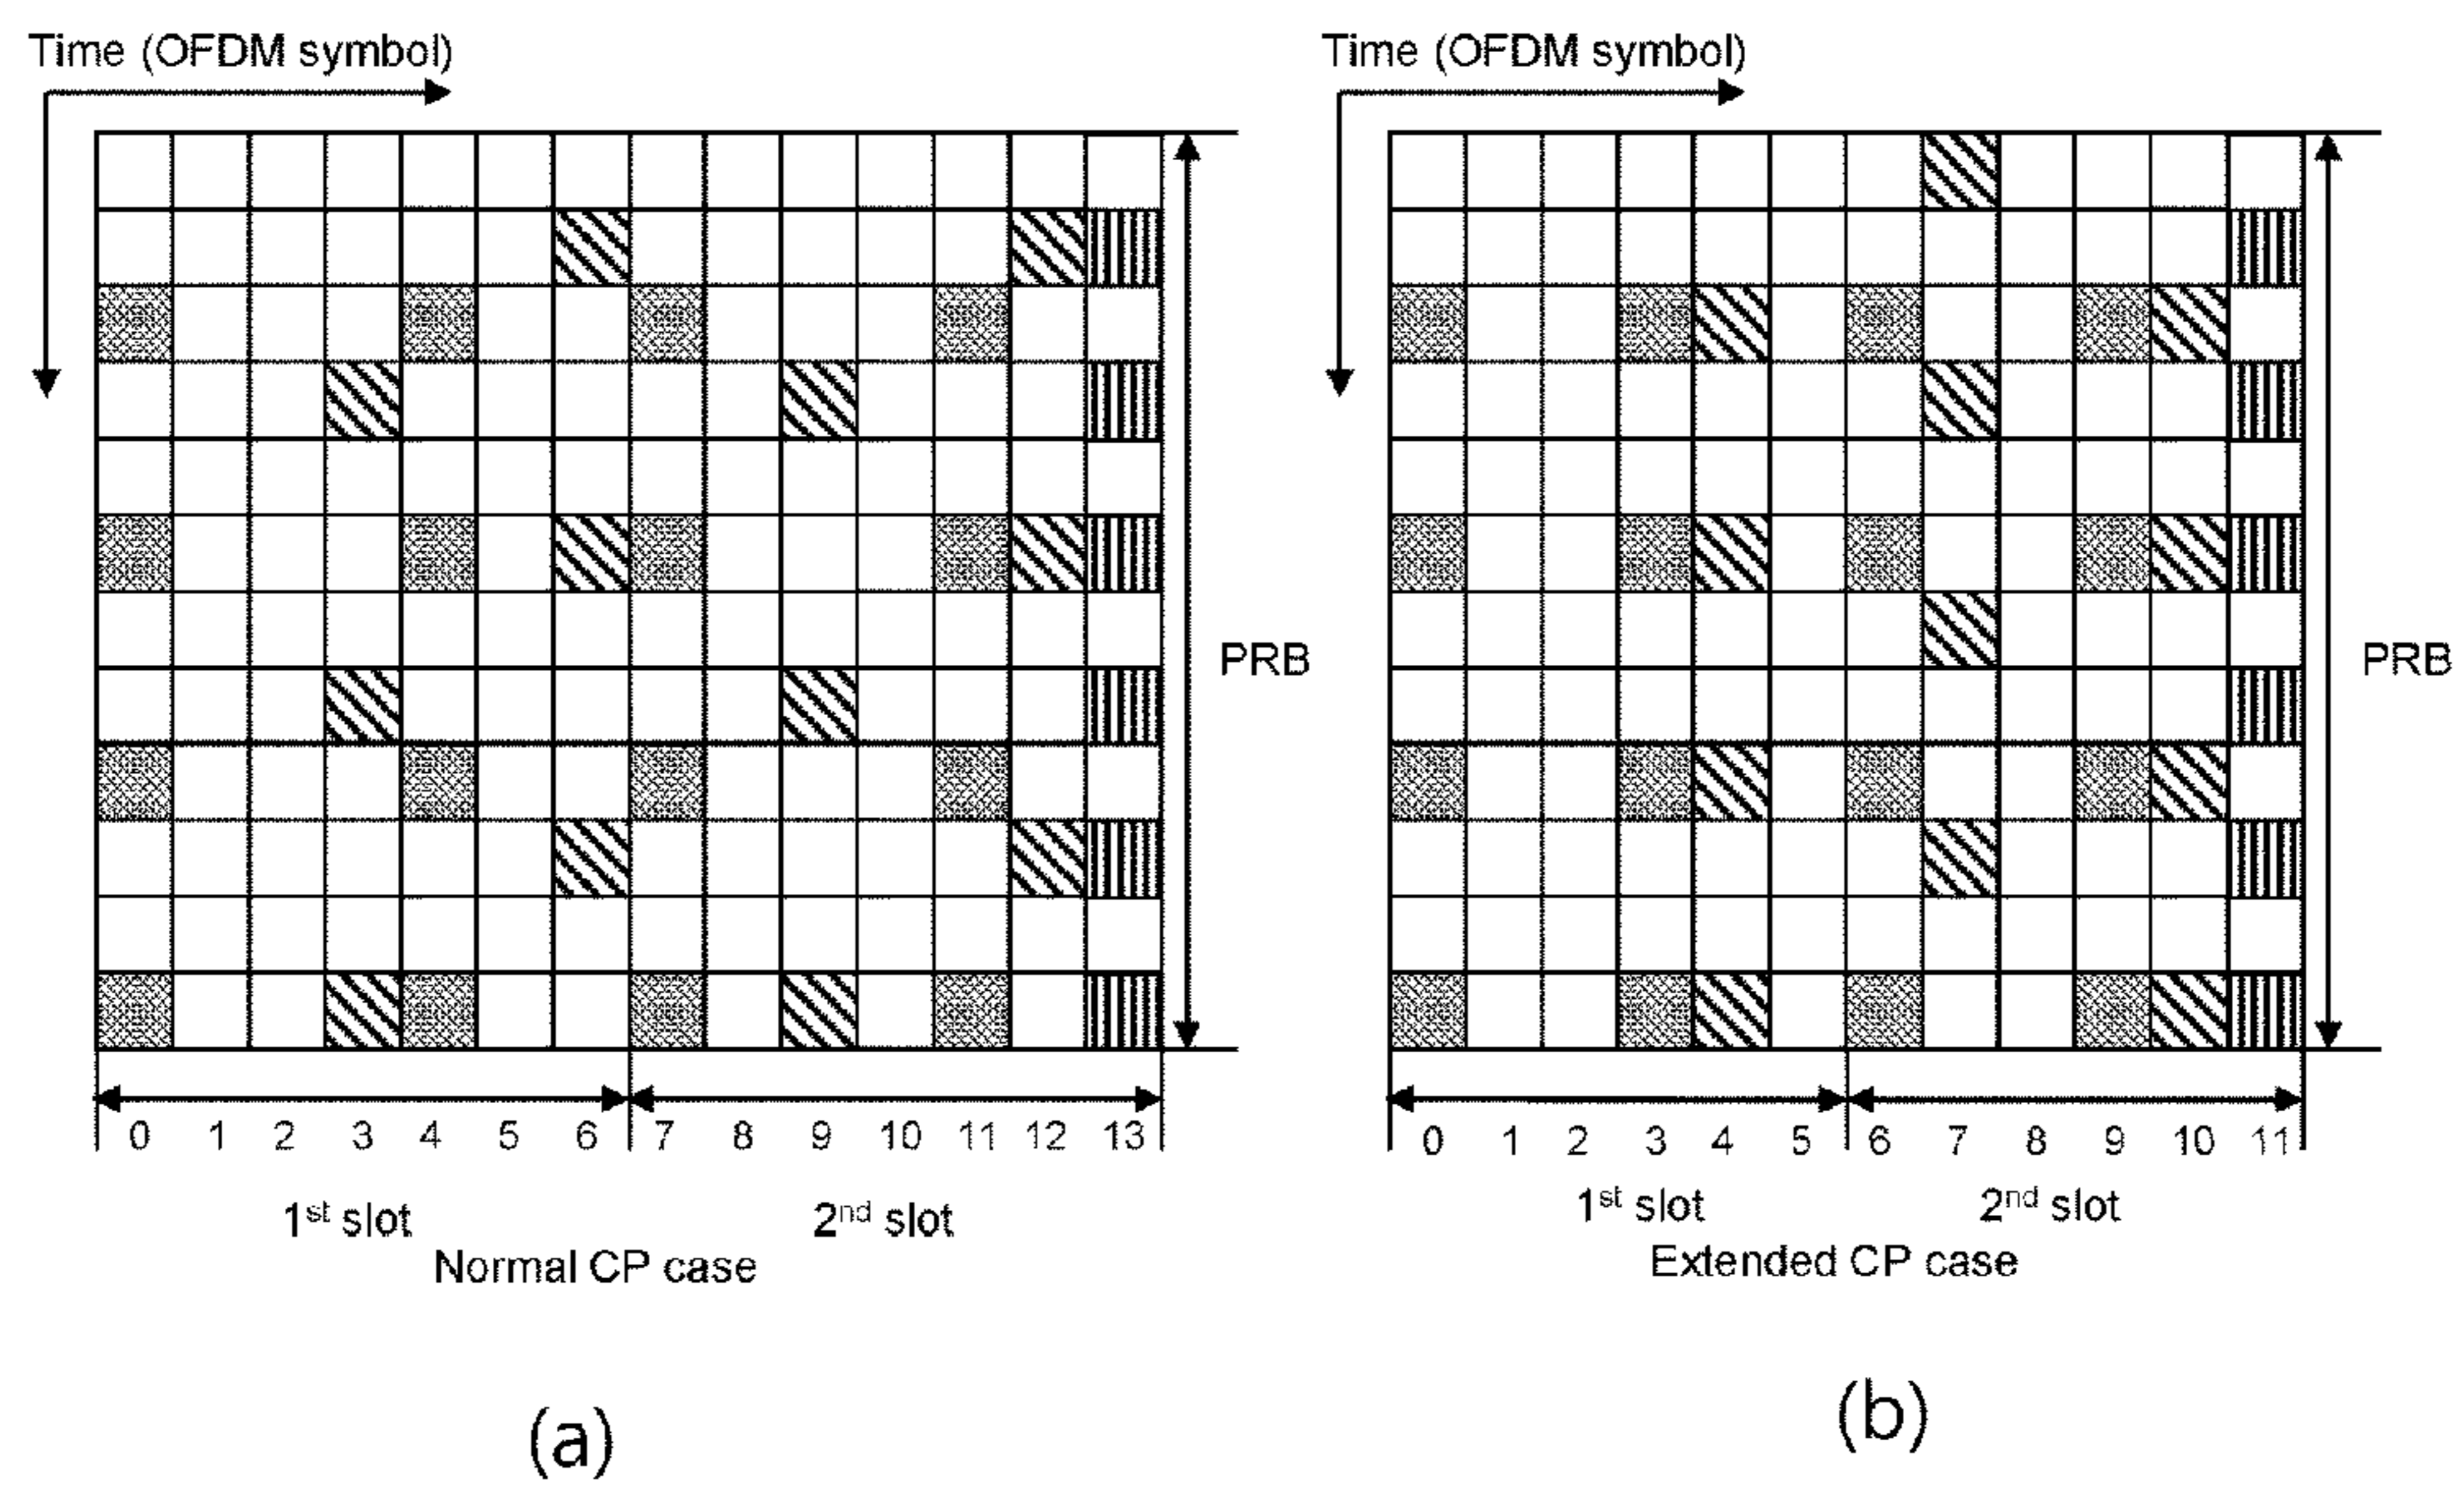 Time (OFDM symbol)
PRB
0 1 2 3 4 5 6 7 8 9 10 11 12 13
1st slot 2nd slot
Normal CP case
(a)
Time (OFDM symbol)
PRB
0 1 2 3 4 5 6 7 8 9 10 11
1st slot 2nd slot
Extended CP case
(b)